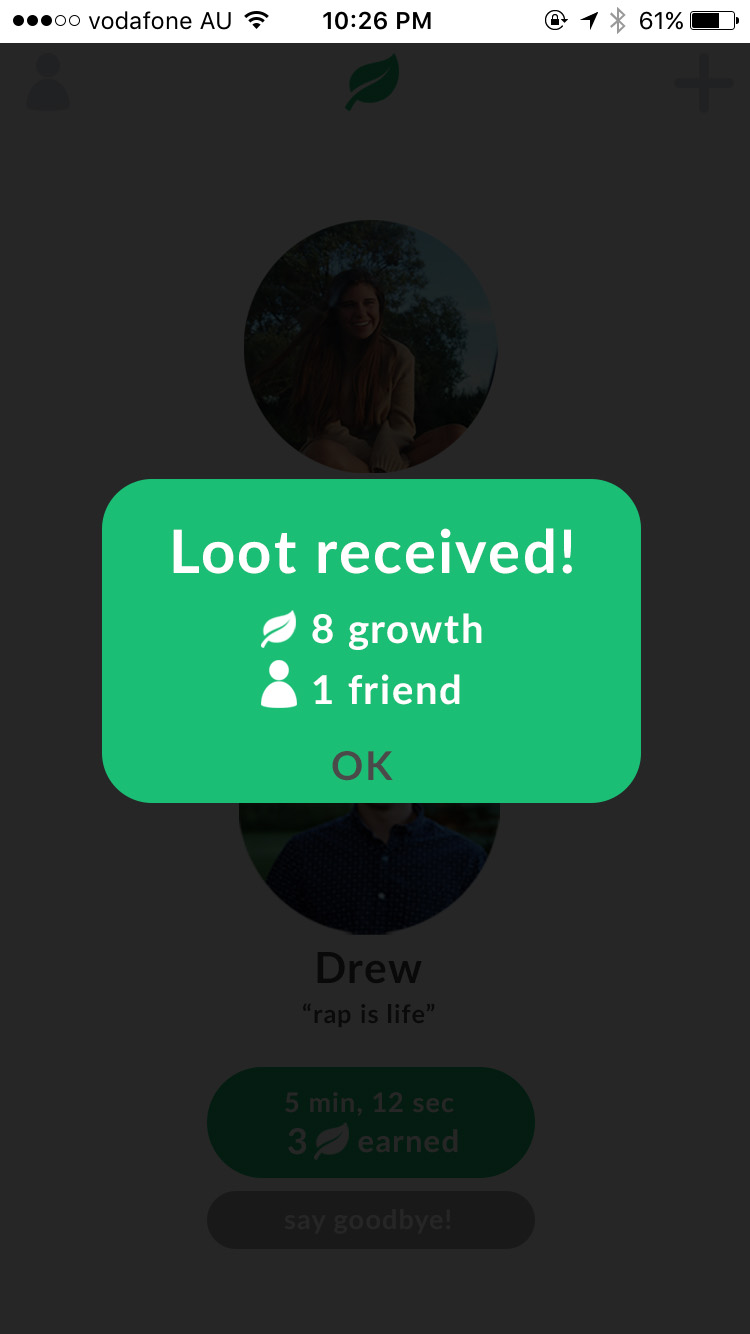 vodafone AU 10:26 PM 61%
Loot received!
8 growth
1 friend
OK
Drew
“rap is life”
5 min, 12 sec
3 earned
say goodbye!